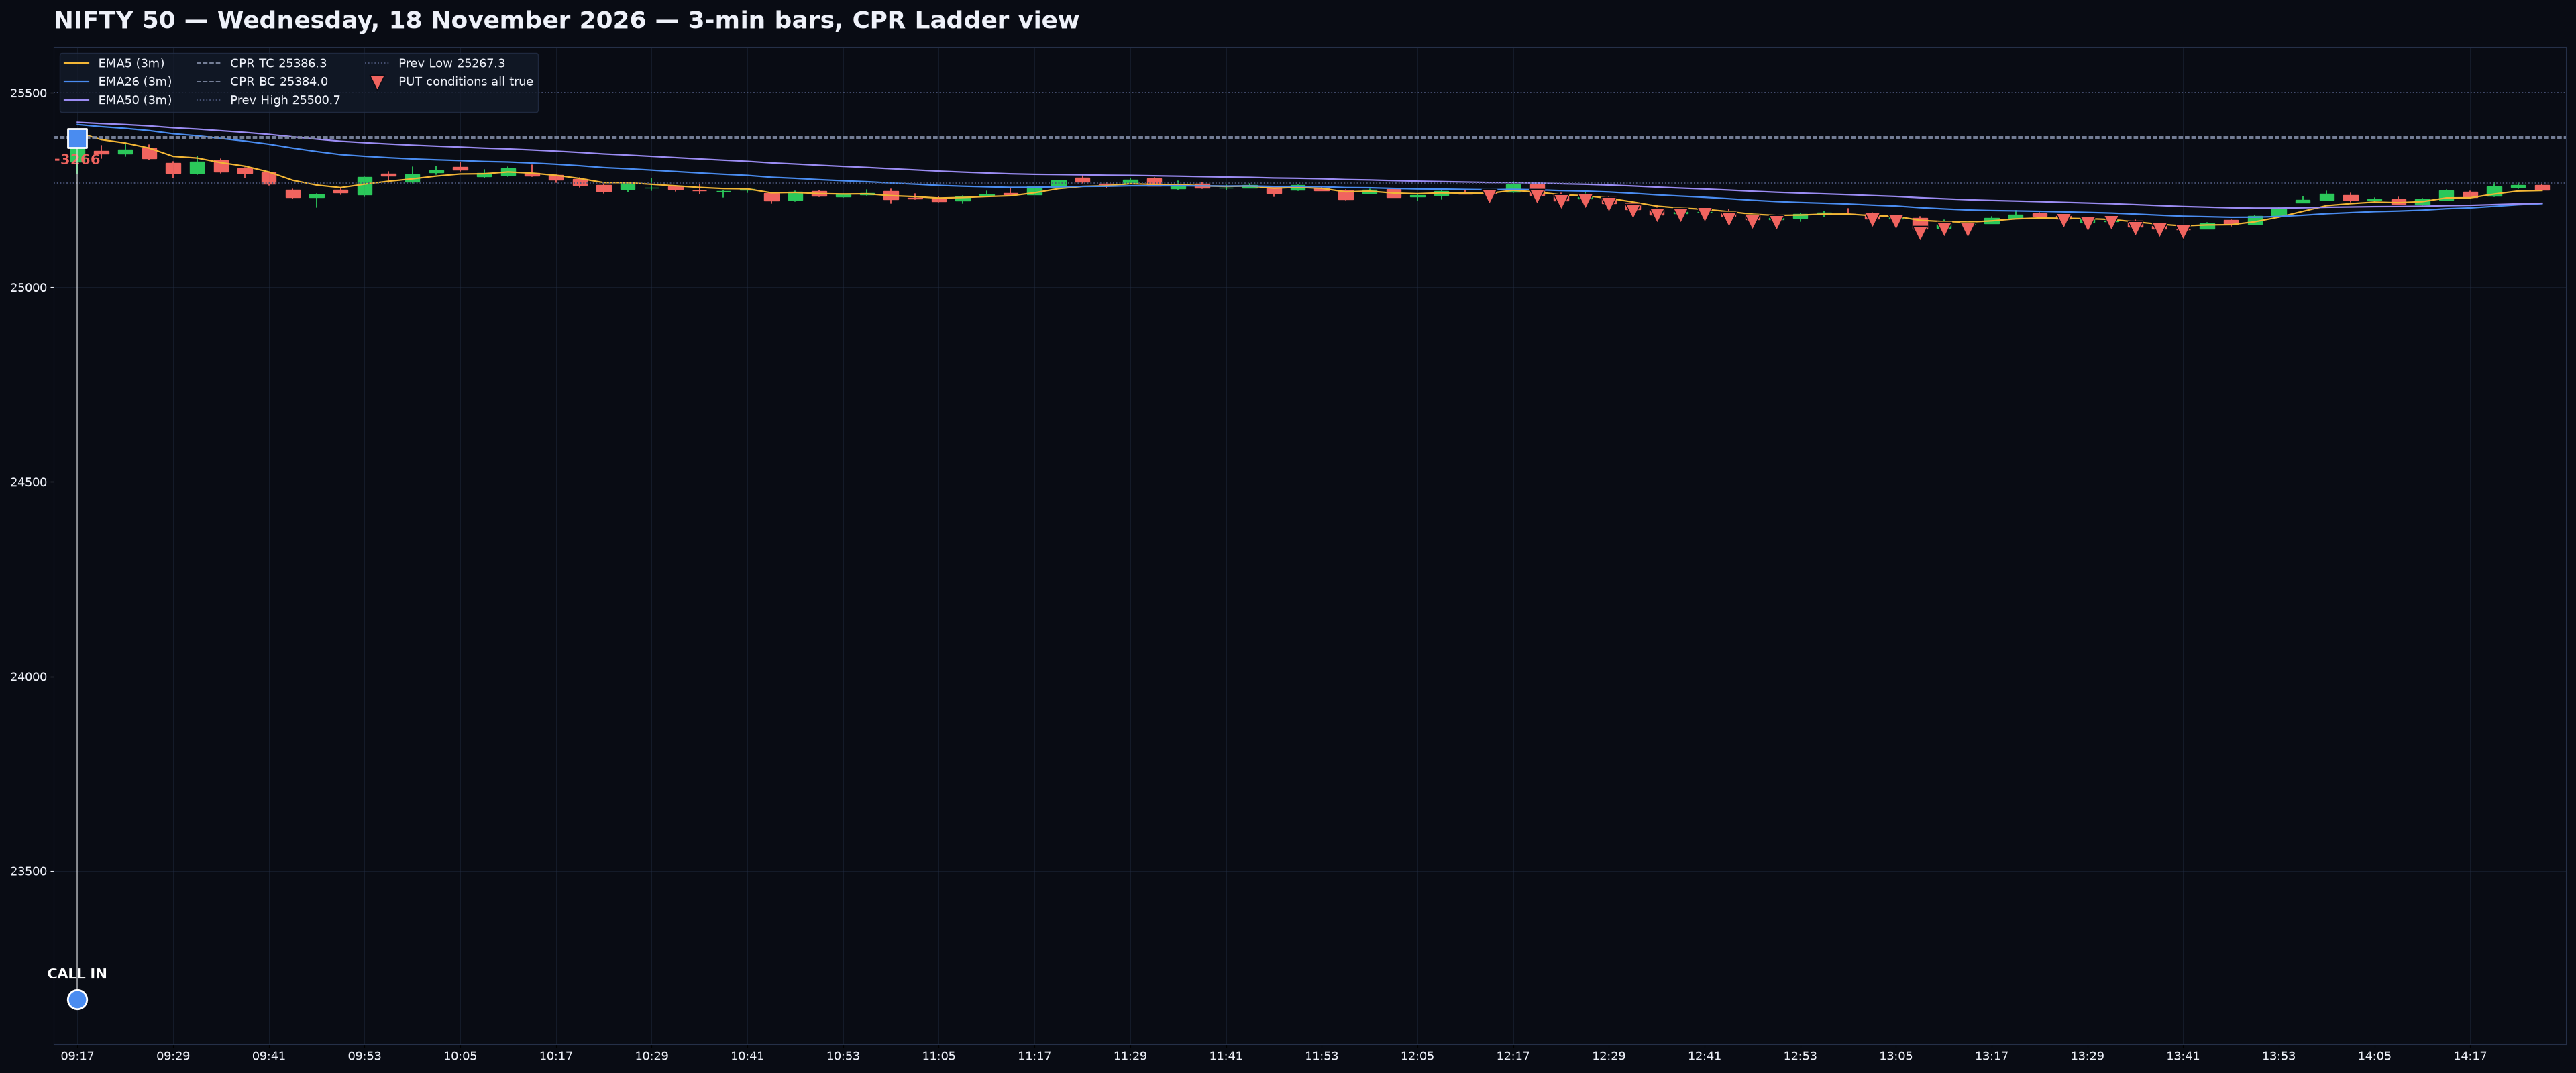 NIFTY 50 — Wednesday, 18 November 2026 — 3-min bars, CPR Ladder view
EMA5 (3m)
EMA26 (3m)
EMA50 (3m)
CPR TC 25386.3
CPR BC 25384.0
Prev High 25500.7
Prev Low 25267.3
PUT conditions all true
25500
25000
24500
24000
23500
CALL IN
09:17 09:29 09:41 09:53 10:05 10:17 10:29 10:41 10:53 11:05 11:17 11:29 11:41 11:53 12:05 12:17 12:29 12:41 12:53 13:05 13:17 13:29 13:41 13:53 14:05 14:17